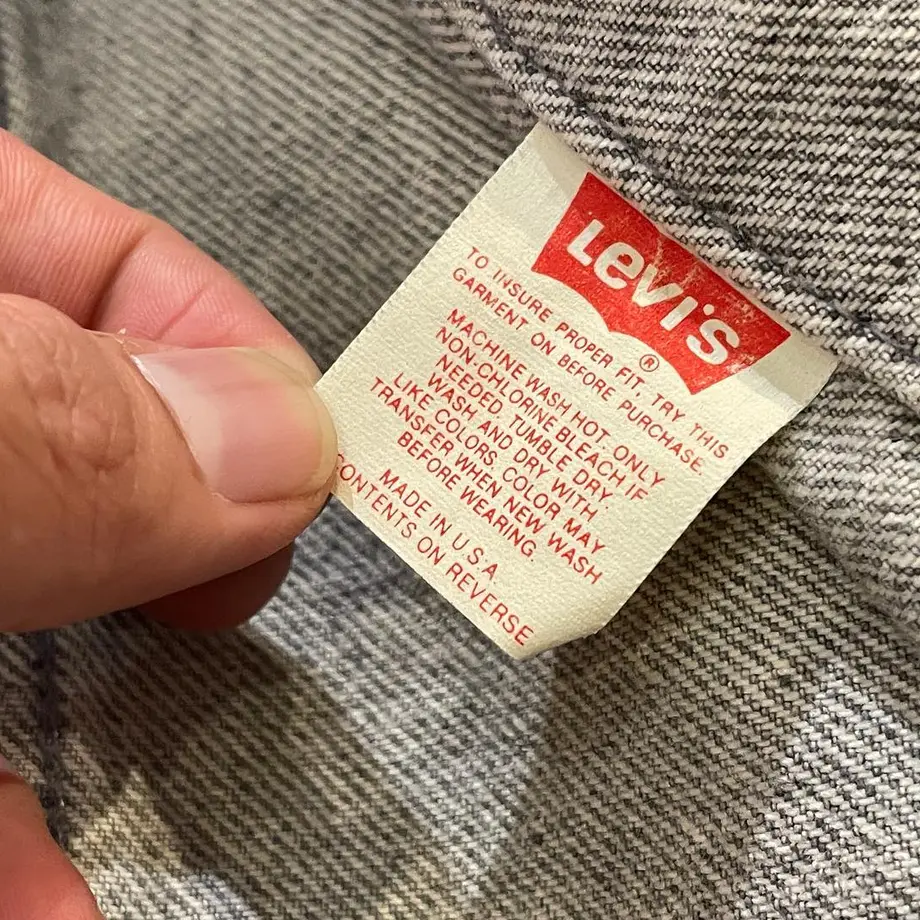 Levi's
®
TO INSURE PROPER FIT, TRY THIS
GARMENT ON BEFORE PURCHASE.
MACHINE WASH HOT. ONLY
NON-CHLORINE BLEACH IF
NEEDED. TUMBLE DRY.
WASH AND DRY WITH
LIKE COLORS. COLOR MAY
TRANSFER WHEN NEW. WASH
BEFORE WEARING.
MADE IN U.S.A.
CONTENTS ON REVERSE